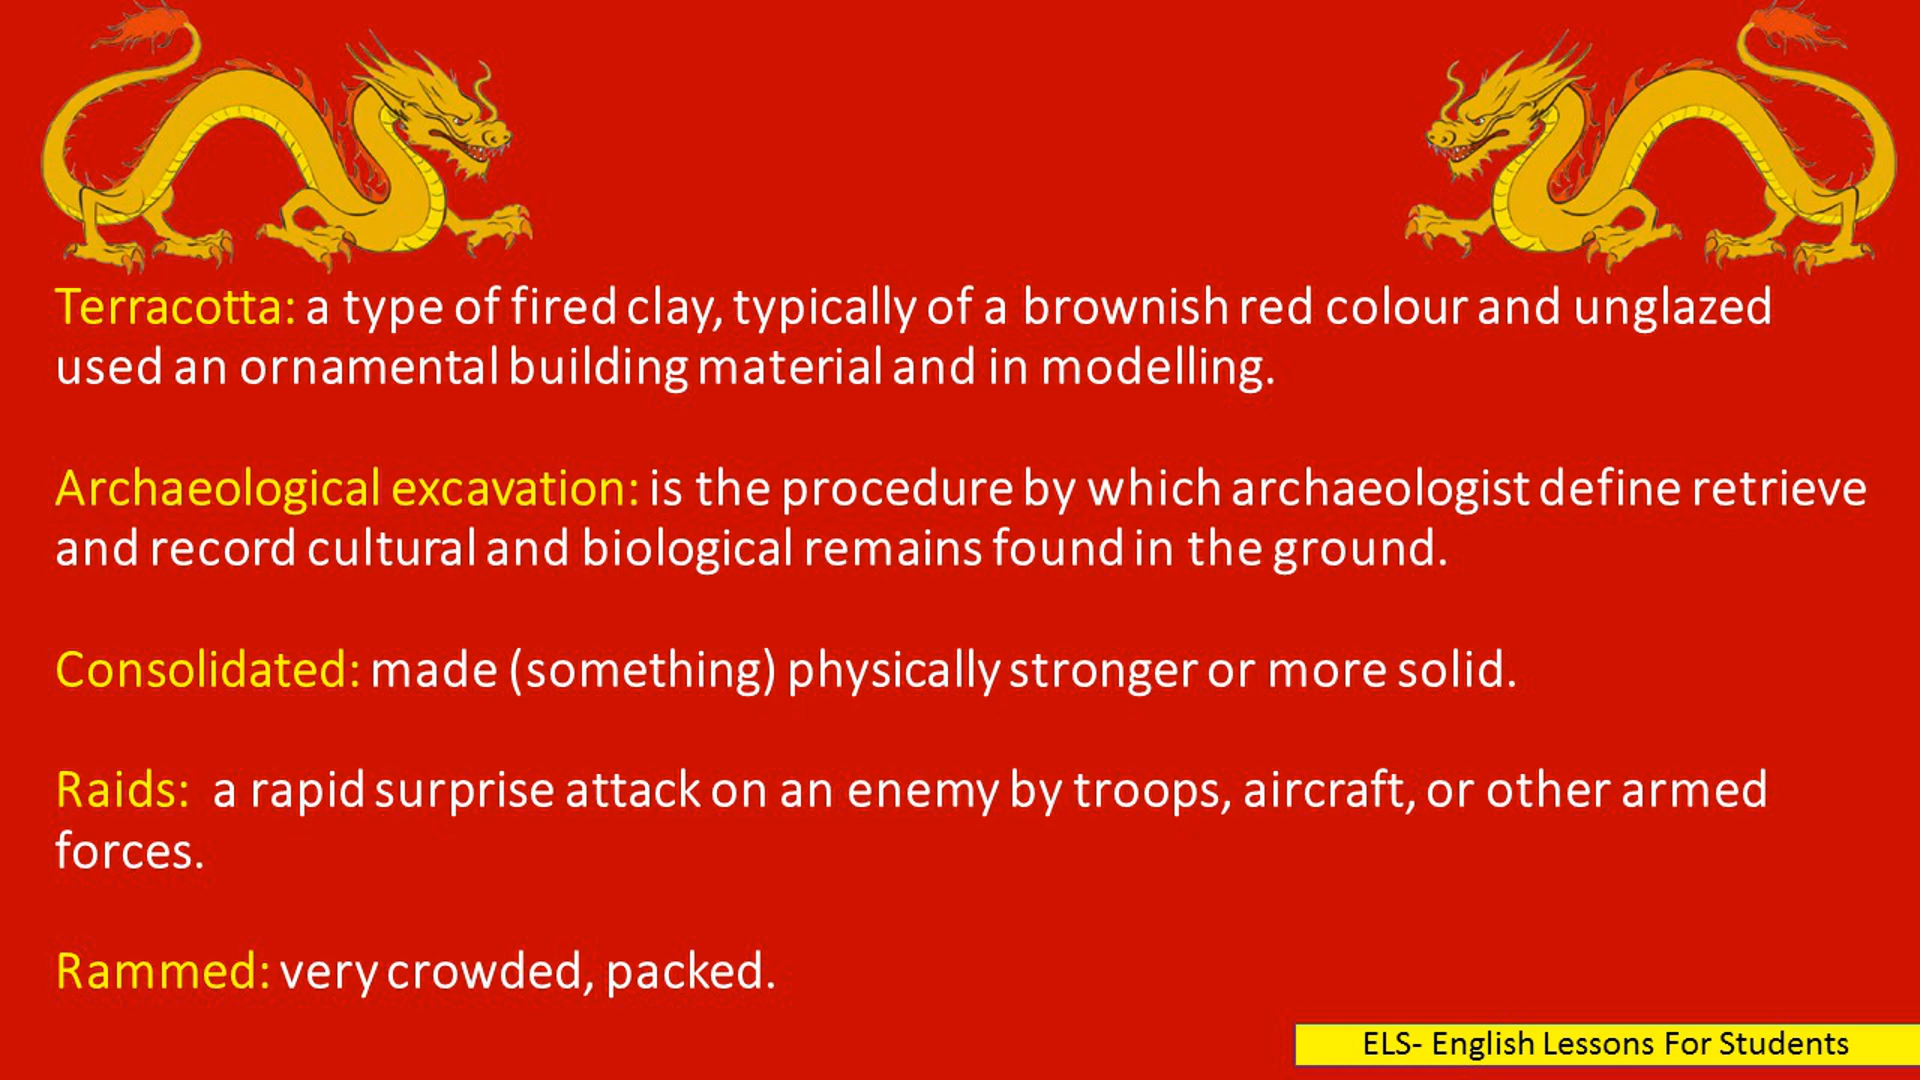 Terracotta: a type of fired clay, typically of a brownish red colour and unglazed
used an ornamental building material and in modelling.
Archaeological excavation: is the procedure by which archaeologist define retrieve
and record cultural and biological remains found in the ground.
Consolidated: made (something) physically stronger or more solid.
Raids: a rapid surprise attack on an enemy by troops, aircraft, or other armed
forces.
Rammed: very crowded, packed.
ELS- English Lessons For Students